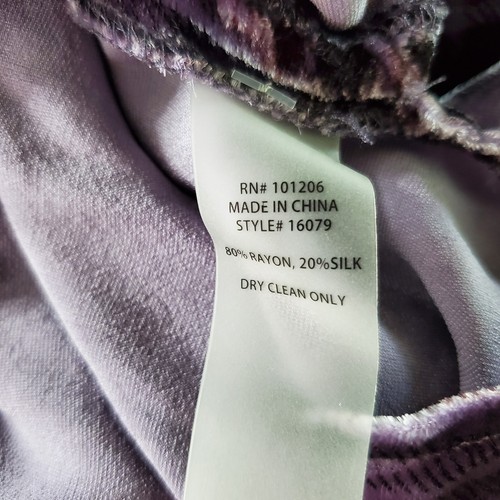 RN# 101206
MADE IN CHINA
STYLE# 16079
80% RAYON, 20%SILK
DRY CLEAN ONLY